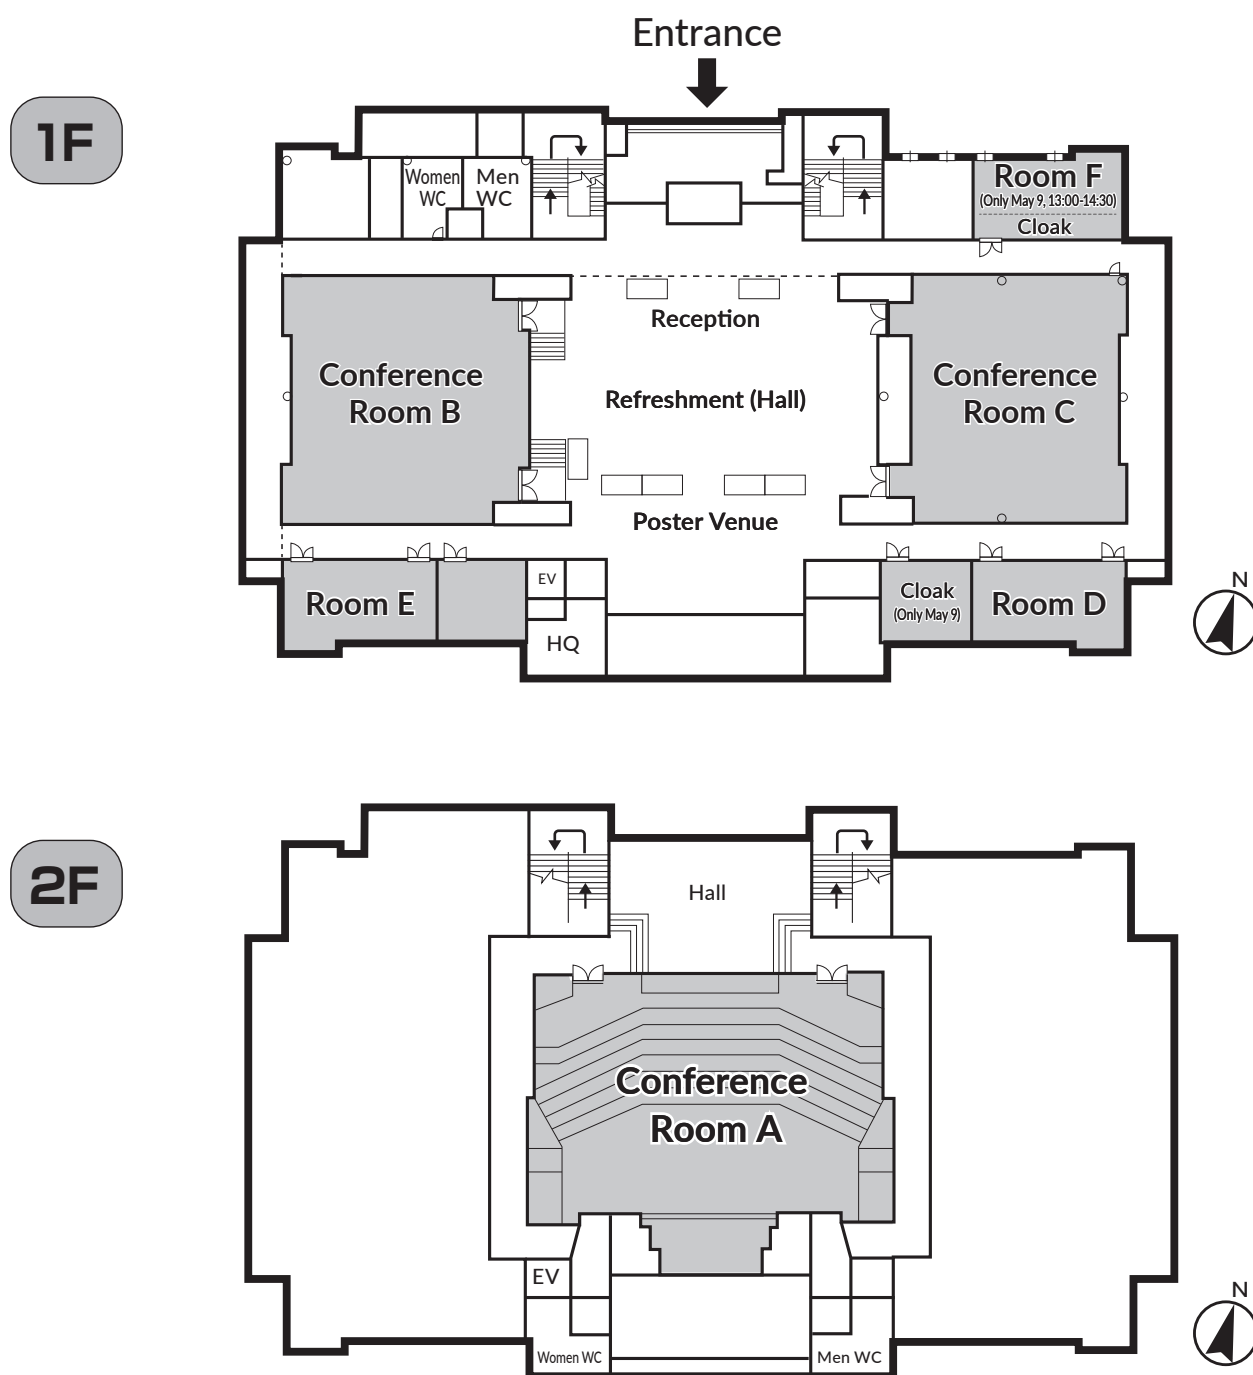 Entrance
1F
Women
WC
Men
WC
Room F
(Only May 9, 13:00-14:30)
Cloak
Reception
Conference
Room B
Refreshment (Hall)
Conference
Room C
Poster Venue
Room E
EV
HQ
Cloak
(Only May 9)
Room D
N
2F
Hall
Conference
Room A
EV
Women WC
Men WC
N